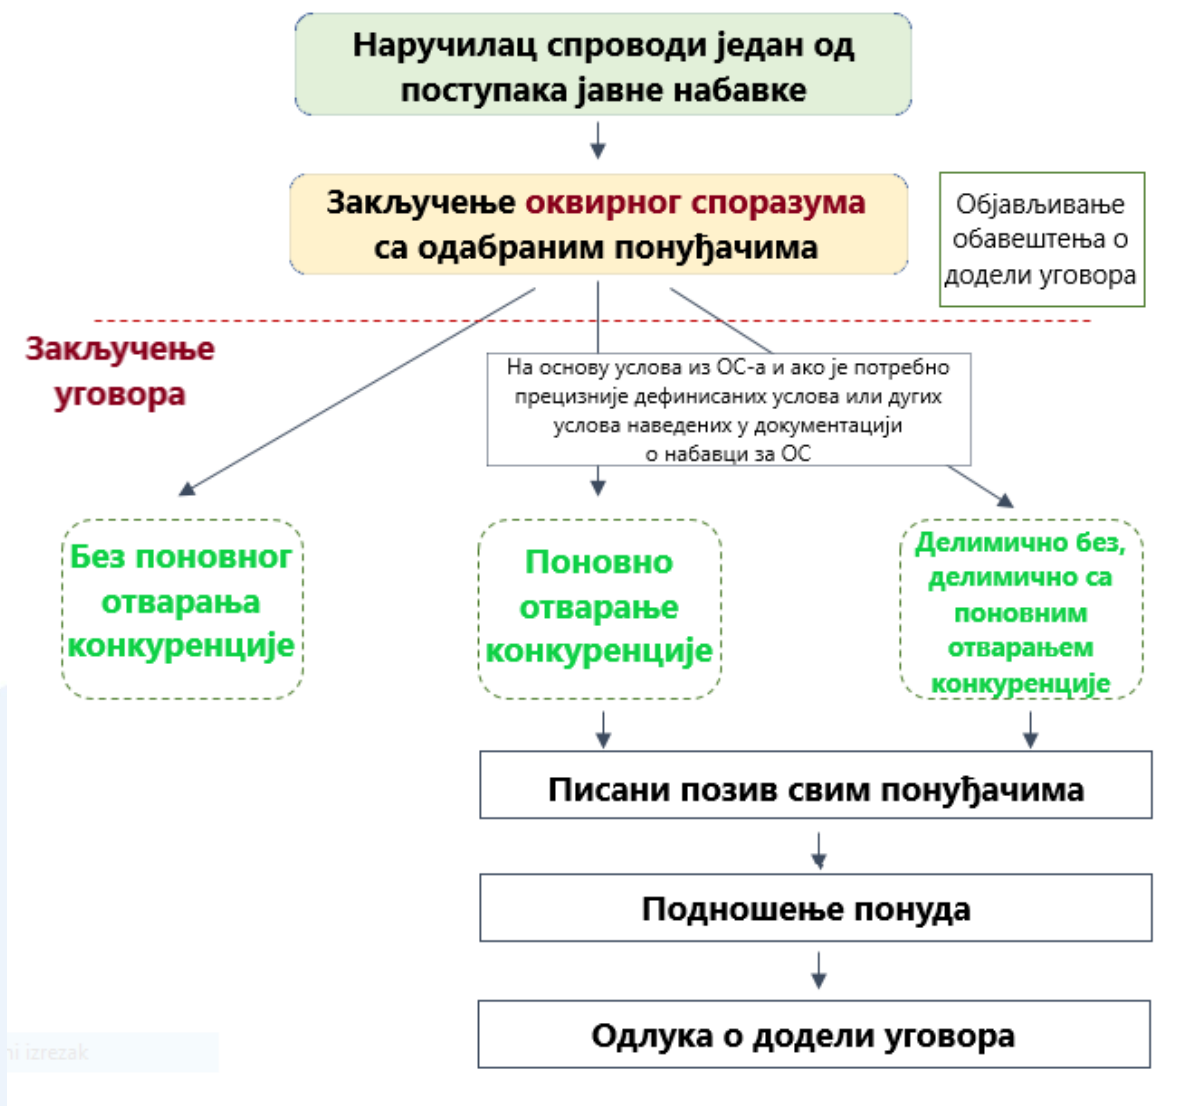 Наручилац спроводи један од
поступака јавне набавке
Закључење оквирног споразума
са одабраним понуђачима
Објављивање
обавештења о
додели уговора
Закључење
уговора
На основу услова из ОС-а и ако је потребно
прецизније дефинисаних услова или дугих
услова наведених у документацији
о набавци за ОС
Без поновног
отварања
конкуренције
Поновно
отварање
конкуренције
Делимично без,
делимично са
поновним
отварањем
конкуренције
Писани позив свим понуђачима
Подношење понуда
Одлука о додели уговора
izrezak